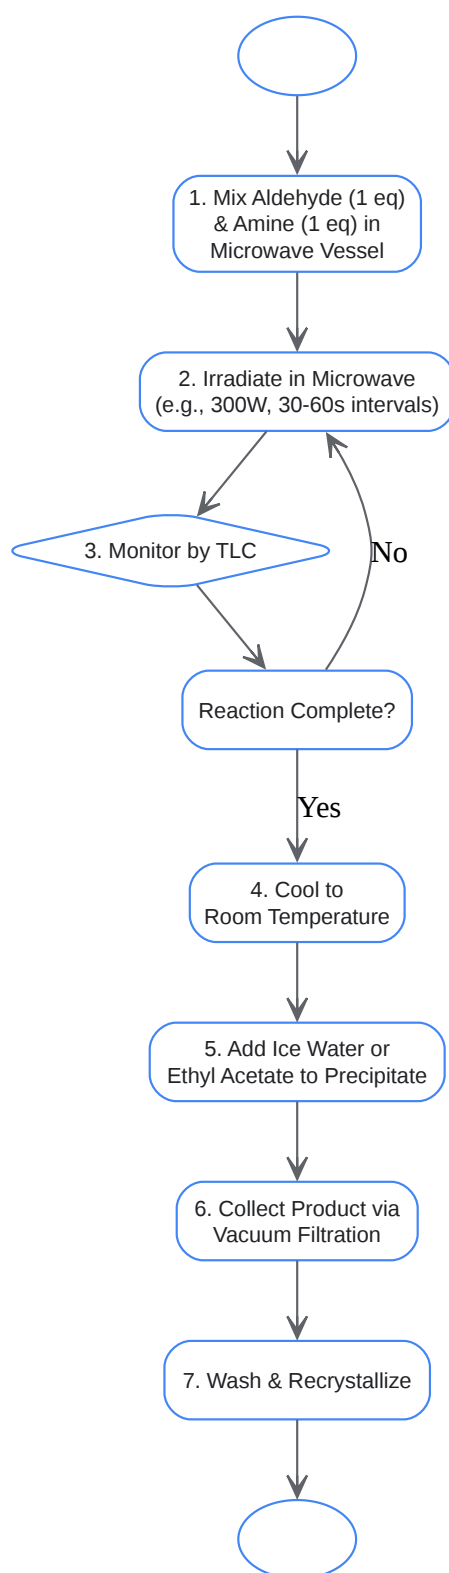 1. Mix Aldehyde (1 eq)
& Amine (1 eq) in
Microwave Vessel
2. Irradiate in Microwave
(e.g., 300W, 30-60s intervals)
3. Monitor by TLC
No
Reaction Complete?
Yes
4. Cool to
Room Temperature
5. Add Ice Water or
Ethyl Acetate to Precipitate
6. Collect Product via
Vacuum Filtration
7. Wash & Recrystallize